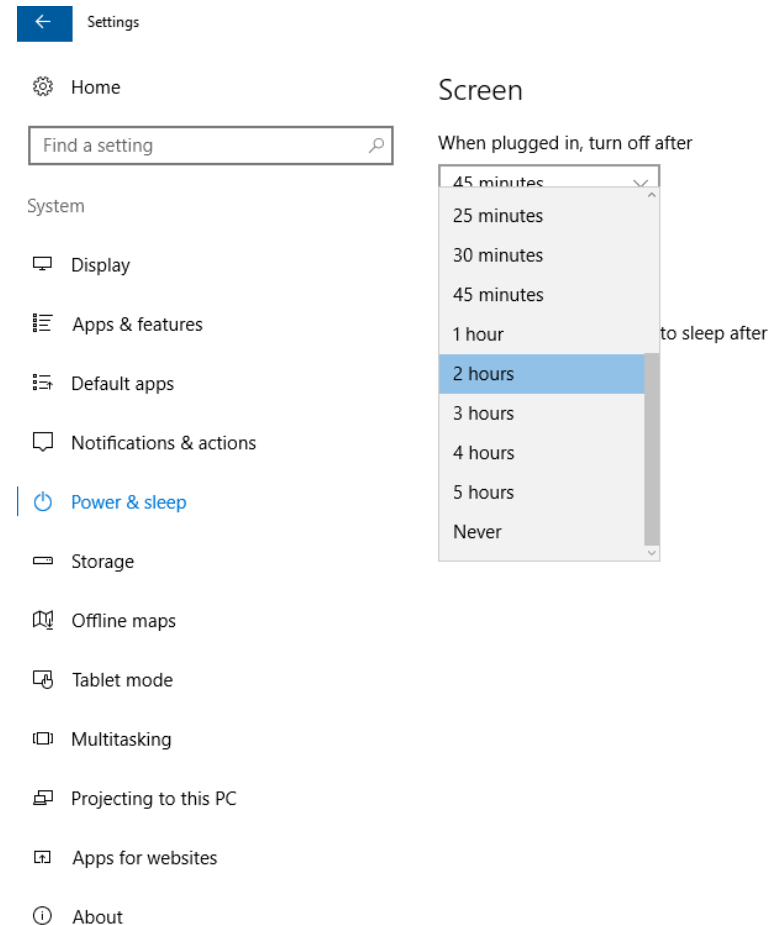 Settings
Home
Find a setting
System
Display
Apps & features
Default apps
Notifications & actions
Power & sleep
Storage
Offline maps
Tablet mode
Multitasking
Projecting to this PC
Apps for websites
About
Screen
When plugged in, turn off after
45 minutes
25 minutes
30 minutes
45 minutes
1 hour
to sleep after
2 hours
3 hours
4 hours
5 hours
Never